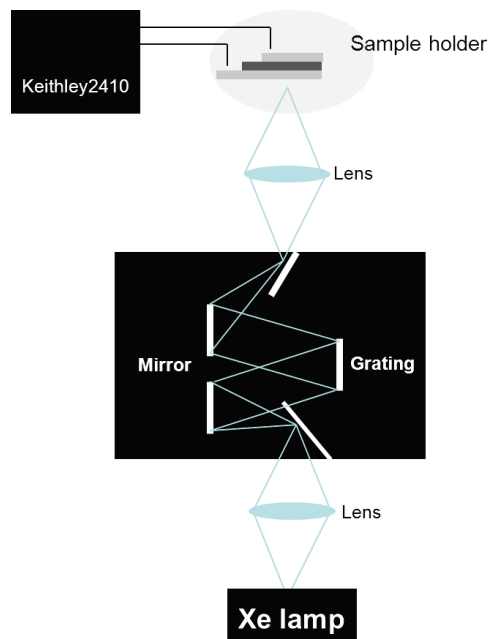 Sample holder
Keithley2410
Lens
Mirror
Grating
Lens
Xe lamp